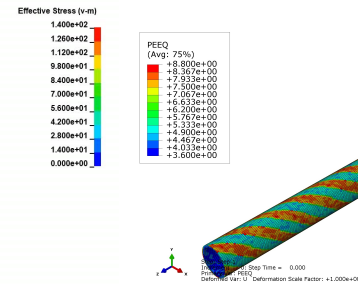 Effective Stress (v-m)
1.400e+02
1.260e+02
1.120e+02
9.800e+01
8.400e+01
7.000e+01
5.600e+01
4.200e+01
2.800e+01
1.400e+01
0.000e+00
PEEQ
(Avg: 75%)
+8.800e+00
+8.367e+00
+7.933e+00
+7.500e+00
+7.067e+00
+6.633e+00
+6.200e+00
+5.767e+00
+5.333e+00
+4.900e+00
+4.467e+00
+4.033e+00
+3.600e+00
Y
Z X
0: Step Time = 0.000
PEEQ
Deformed Var: U Deformation Scale Factor: +1.000e+0